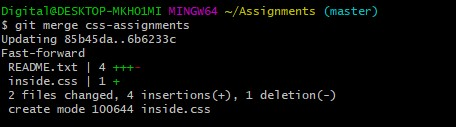 Digital@DESKTOP-MKHO1MI MINGW64 ~/Assignments (master)
$ git merge css-assignments
Updating 85b45da..6b6233c
Fast-forward
README.txt | 4 +++-
inside.css | 1 +
2 files changed, 4 insertions(+), 1 deletion(-)
create mode 100644 inside.css